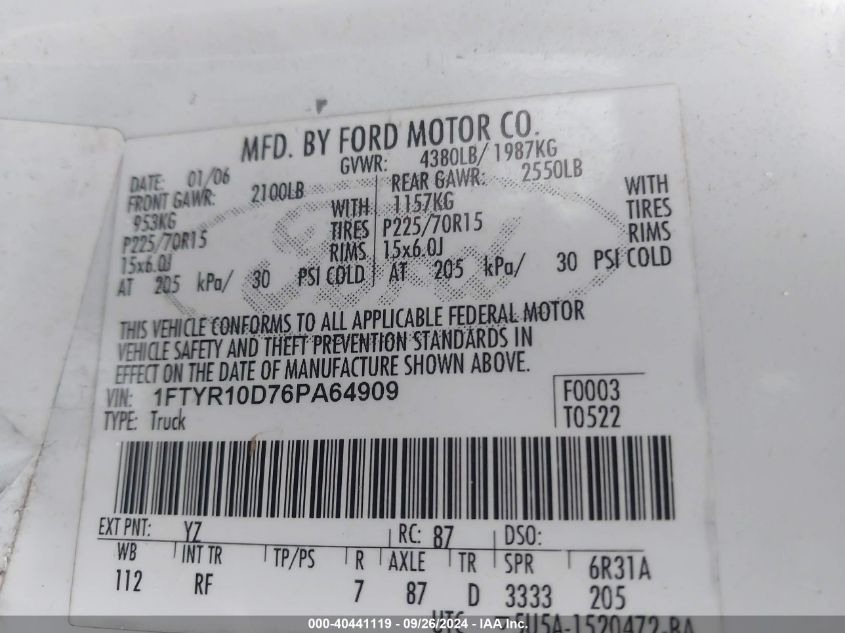 MFD. BY FORD MOTOR CO.
DATE: 01/06 GVWR: 4380LB/ 1987KG
FRONT GAWR: 2100LB REAR GAWR: 2550LB
953KG WITH 1157KG WITH
P225/70R15 TIRES P225/70R15 TIRES
15x6.0J RIMS 15x6.0J RIMS
AT 205 kPa/ 30 PSI COLD AT 205 kPa/ 30 PSI COLD
Ford
THIS VEHICLE CONFORMS TO ALL APPLICABLE FEDERAL MOTOR
VEHICLE SAFETY AND THEFT PREVENTION STANDARDS IN
EFFECT ON THE DATE OF MANUFACTURE SHOWN ABOVE.
VIN: 1FTYR10D76PA64909 F0003
TYPE: Truck T0522
EXT PNT: YZ RC: 87 DSO:
WB INT TR TP/PS R AXLE TR SPR 6R31A
112 RF 7 87 D 3333 205
UTC 5U5A-1520472-BA
000-40441119 - 09/26/2024 - IAA Inc.